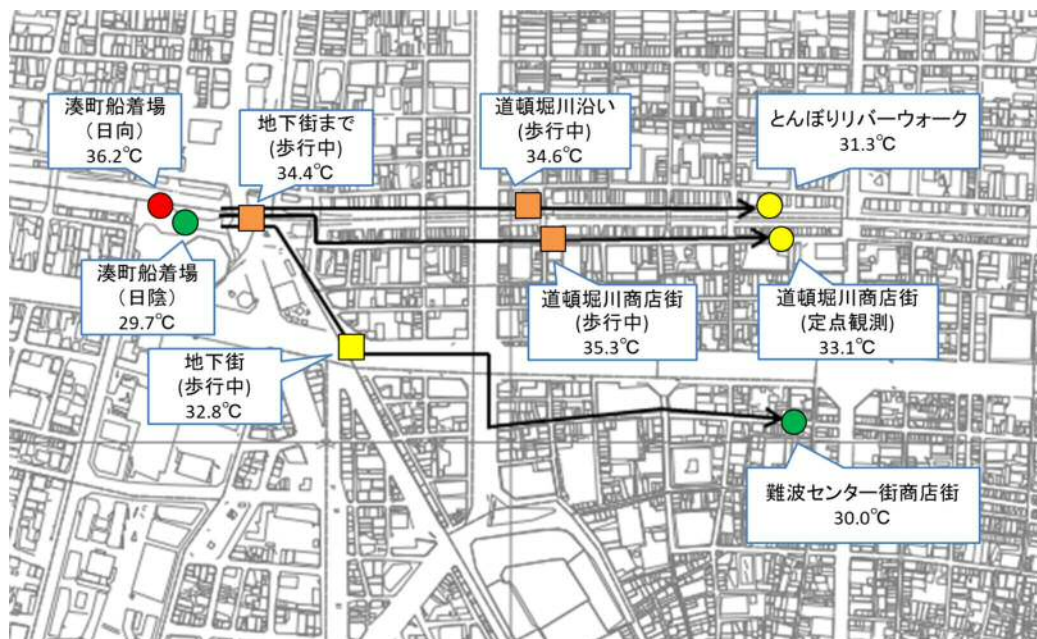 湊町船着場
（日向）
36.2℃
地下街まで
(歩行中)
34.4℃
道頓堀川沿い
(歩行中)
34.6℃
とんぼりリバーウォーク
31.3℃
湊町船着場
（日陰）
29.7℃
地下街
(歩行中)
32.8℃
道頓堀川商店街
(歩行中)
35.3℃
道頓堀川商店街
(定点観測)
33.1℃
難波センター街商店街
30.0℃